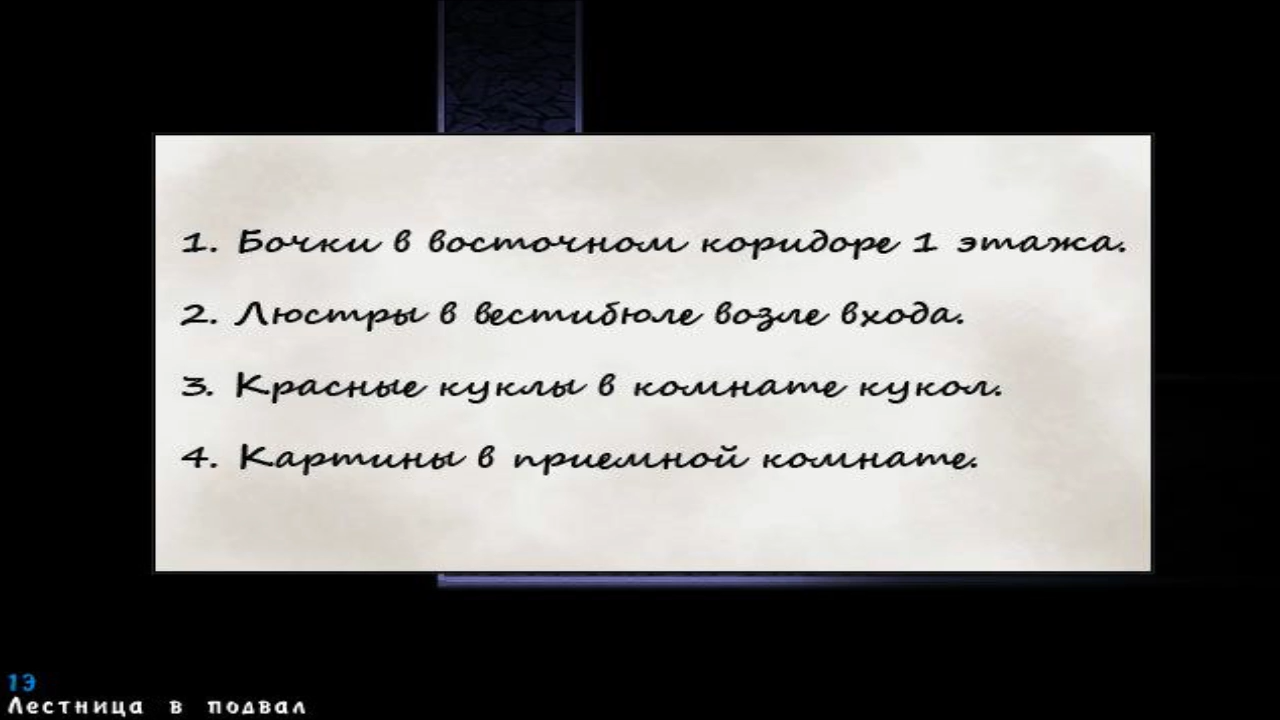 1. Бочки в восточном коридоре 1 этажа.
2. Люстры в вестибюле возле входа.
3. Красные куклы в комнате кукол.
4. Картины в приемной комнате.
1Э
Лестница в подвал